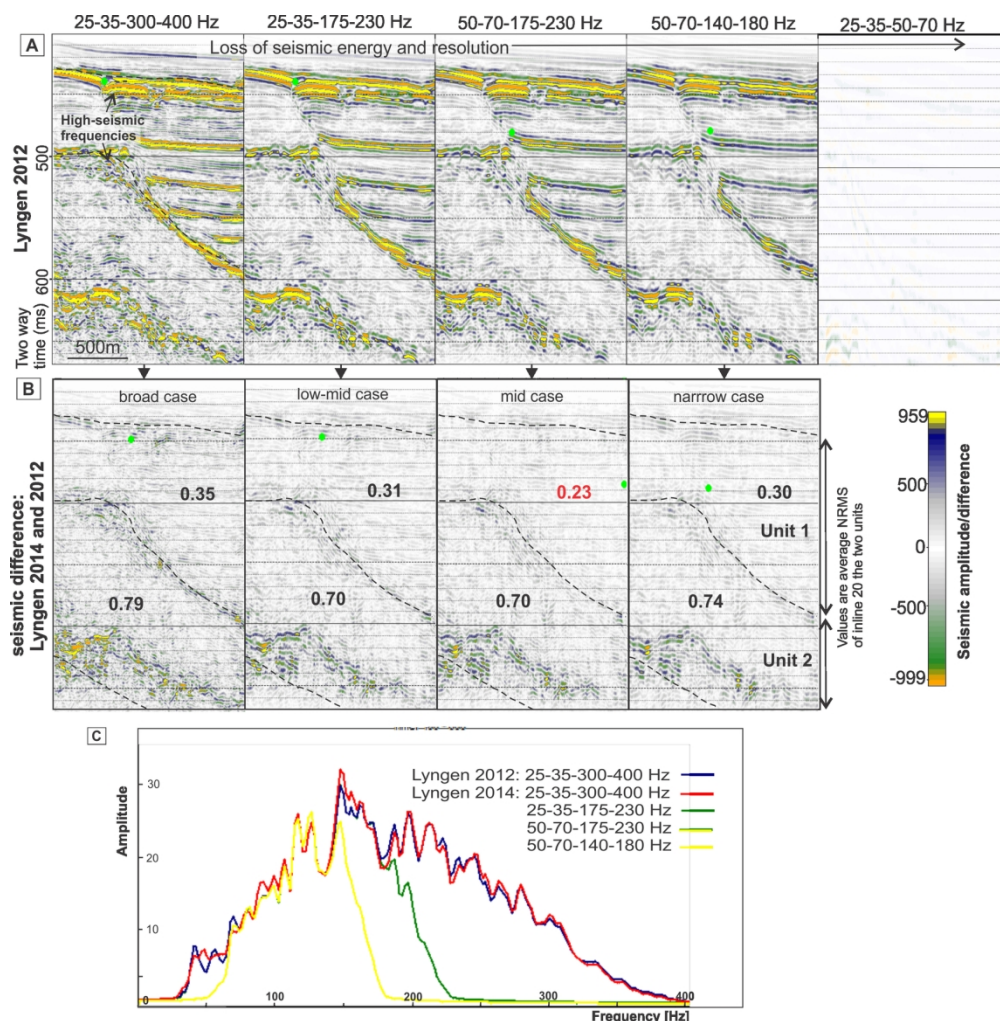 25-35-300-400 Hz 25-35-175-230 Hz 50-70-175-230 Hz 50-70-140-180 Hz 25-35-50-70 Hz
A
Loss of seismic energy and resolution
High-seismic
frequencies
Lyngen 2012
500
600
Two way
time (ms)
500m
B
broad case low-mid case mid case narrrow case
seismic difference:
Lyngen 2014 and 2012
0.35 0.31 0.23 0.30
Unit 1
0.79 0.70 0.70 0.74
Unit 2
Values are average NRMS
of inline 20 the two units
959
500
0
-500
-999
Seismic amplitude/difference
C
Amplitude
30
20
10
0
Lyngen 2012: 25-35-300-400 Hz
Lyngen 2014: 25-35-300-400 Hz
25-35-175-230 Hz
50-70-175-230 Hz
50-70-140-180 Hz
100 200 300 400
Frequency [Hz]